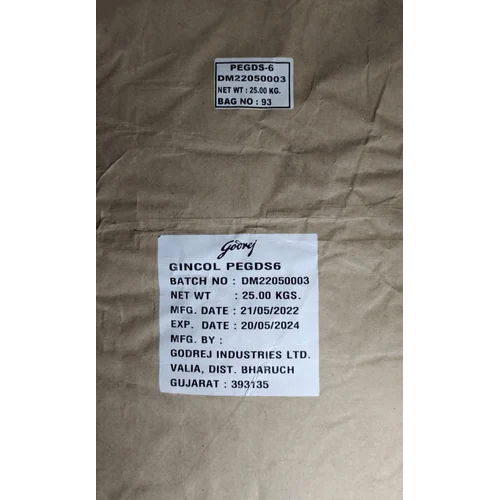 PEGDS-6
DM22050003
NET WT : 25.00 KG.
BAG NO : 93
Godrej
GINCOL PEGDS6
BATCH NO : DM22050003
NET WT : 25.00 KGS.
MFG. DATE : 21/05/2022
EXP. DATE : 20/05/2024
MFG. BY :
GODREJ INDUSTRIES LTD.
VALIA, DIST. BHARUCH
GUJARAT : 393135